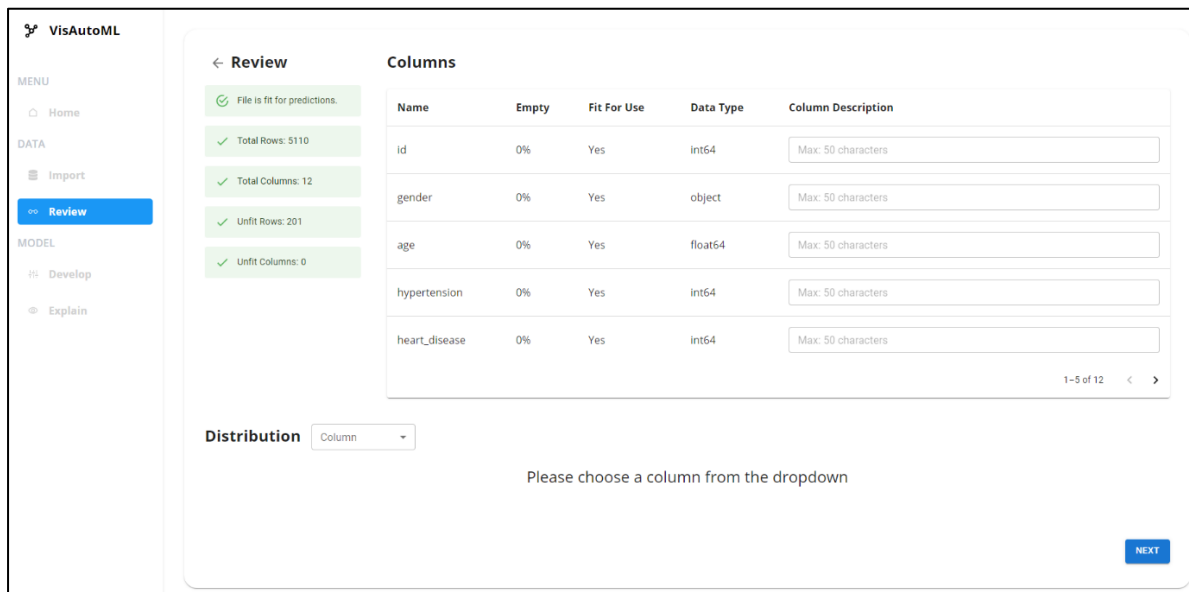 VisAutoML
MENU
Home
DATA
Import
Review
MODEL
Develop
Explain
Review
File is fit for predictions.
Total Rows: 5110
Total Columns: 12
Unfit Rows: 201
Unfit Columns: 0
Columns
Name Empty Fit For Use Data Type Column Description
id 0% Yes int64 Max: 50 characters
gender 0% Yes object Max: 50 characters
age 0% Yes float64 Max: 50 characters
hypertension 0% Yes int64 Max: 50 characters
heart_disease 0% Yes int64 Max: 50 characters
1–5 of 12
Distribution Column
Please choose a column from the dropdown
NEXT